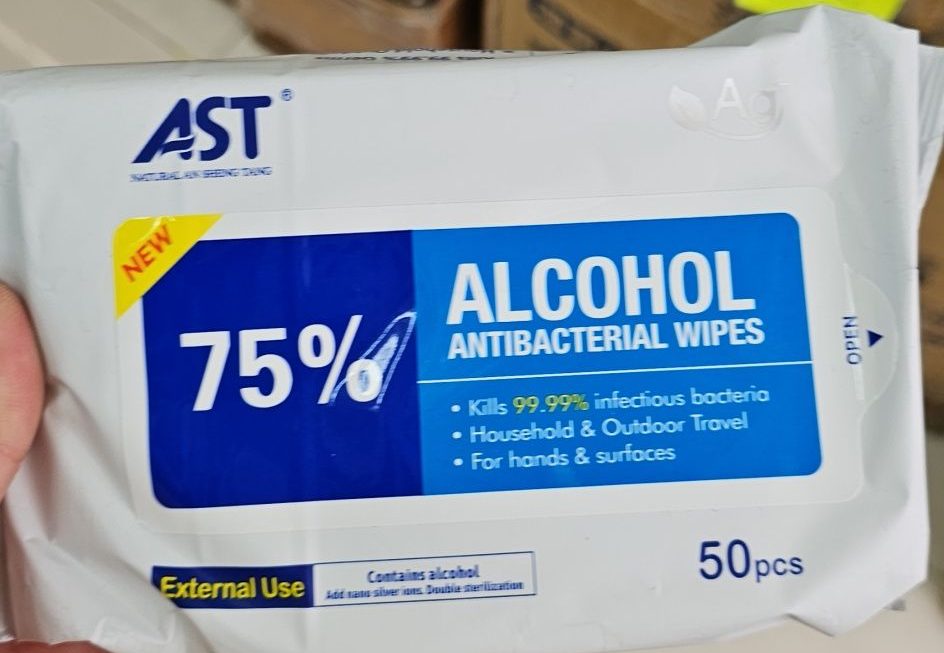 AST®
NATURAL AN SHENG TANG
Ag
NEW
75%
ALCOHOL
ANTIBACTERIAL WIPES
• Kills 99.99% infectious bacteria
• Household & Outdoor Travel
• For hands & surfaces
OPEN
External Use
Contains alcohol
Add nano silver ions. Double sterilization
50pcs